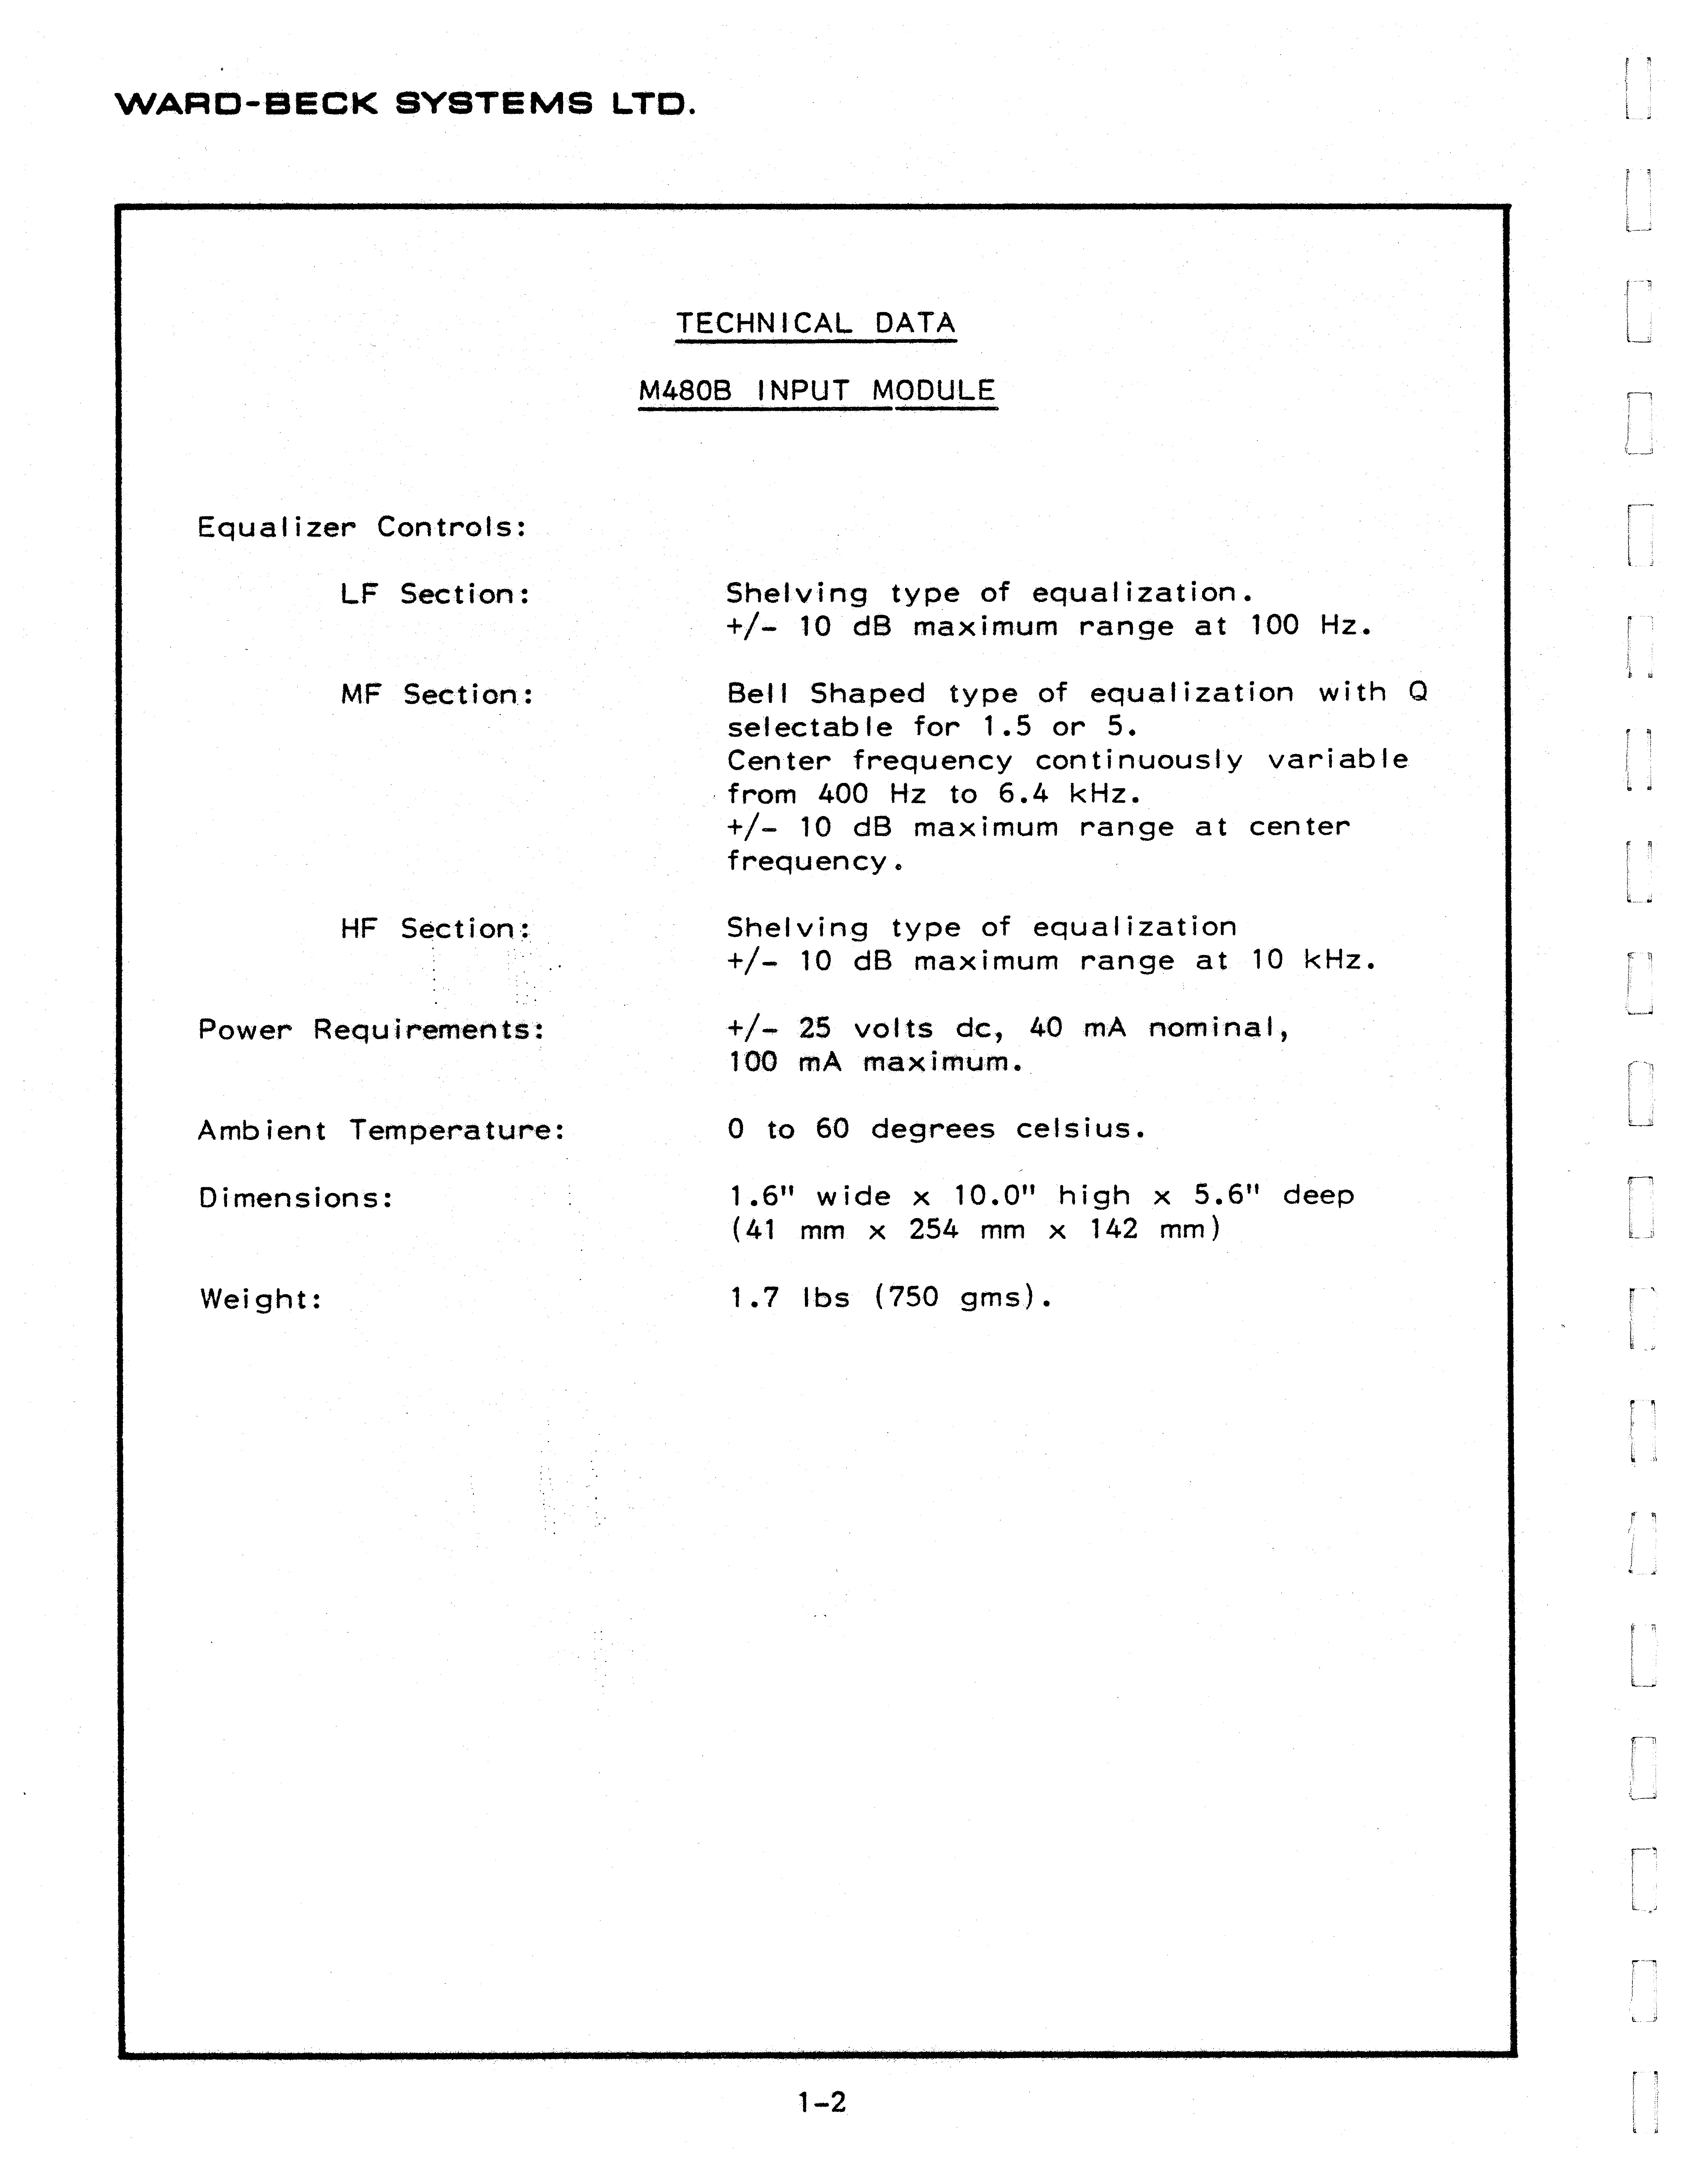 WARD-BECK SYSTEMS LTD.
TECHNICAL DATA
M480B INPUT MODULE
Equalizer Controls:
LF Section: Shelving type of equalization.
+/- 10 dB maximum range at 100 Hz.
MF Section: Bell Shaped type of equalization with Q
selectable for 1.5 or 5.
Center frequency continuously variable
from 400 Hz to 6.4 kHz.
+/- 10 dB maximum range at center
frequency.
HF Section: Shelving type of equalization
+/- 10 dB maximum range at 10 kHz.
Power Requirements: +/- 25 volts dc, 40 mA nominal,
100 mA maximum.
Ambient Temperature: 0 to 60 degrees celsius.
Dimensions: 1.6" wide x 10.0" high x 5.6" deep
(41 mm x 254 mm x 142 mm)
Weight: 1.7 lbs (750 gms).
1-2